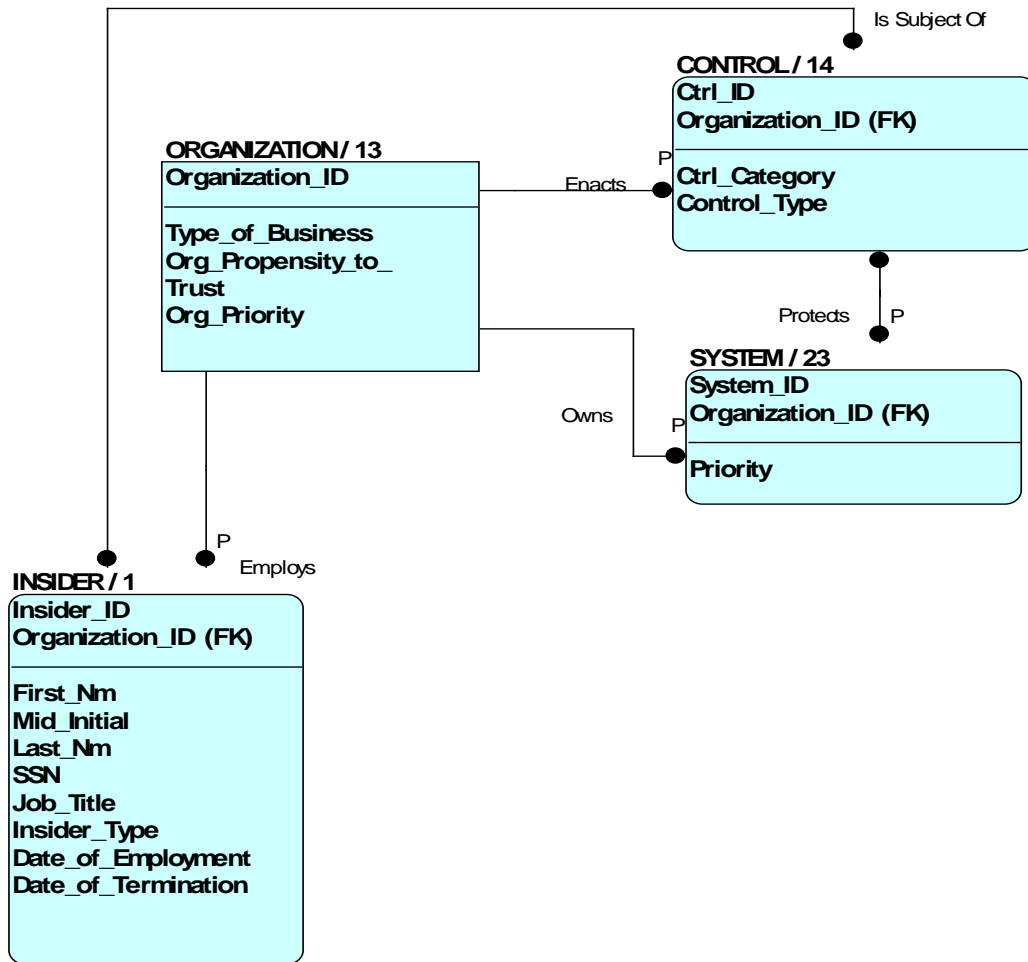 Is Subject Of
CONTROL / 14
Ctrl_ID
Organization_ID (FK)
Ctrl_Category
Control_Type
P
Enacts
ORGANIZATION / 13
Organization_ID
Type_of_Business
Org_Propensity_to_
Trust
Org_Priority
Protects
P
SYSTEM / 23
System_ID
Organization_ID (FK)
Priority
Owns
P
P
Employs
INSIDER / 1
Insider_ID
Organization_ID (FK)
First_Nm
Mid_Initial
Last_Nm
SSN
Job_Title
Insider_Type
Date_of_Employment
Date_of_Termination